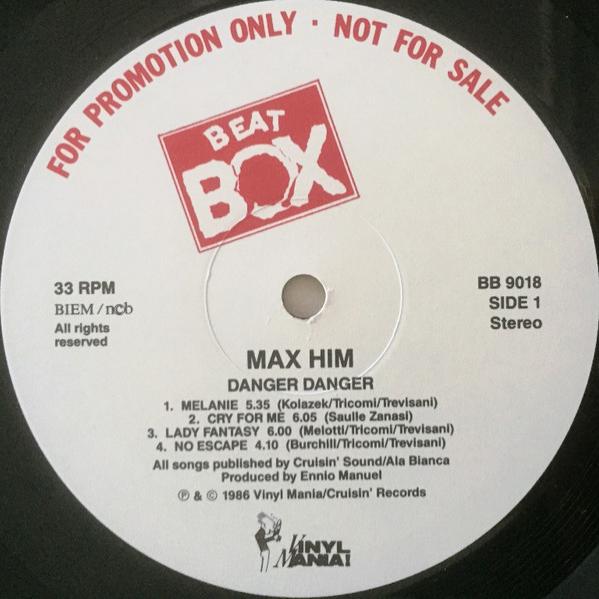 FOR PROMOTION ONLY · NOT FOR SALE
BEAT
BOX
33 RPM
BIEM/ncb
All rights
reserved
BB 9018
SIDE 1
Stereo
MAX HIM
DANGER DANGER
1. MELANIE 5.35 (Kolazek/Tricomi/Trevisani)
2. CRY FOR ME 6.05 (Saulle Zanasi)
3. LADY FANTASY 6.00 (Melotti/Tricomi/Trevisani)
4. NO ESCAPE 4.10 (Burchill/Tricomi/Trevisani)
All songs published by Cruisin' Sound/Ala Bianca
Produced by Ennio Manuel
℗ & © 1986 Vinyl Mania/Cruisin' Records
VINYL
MANIA!